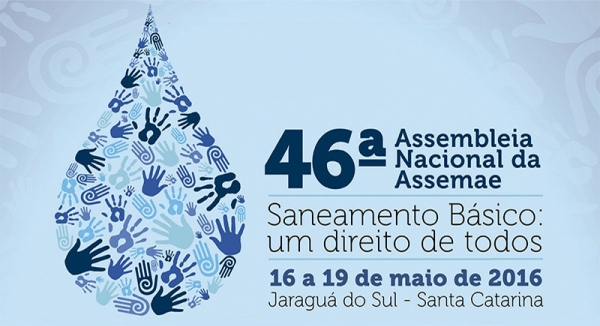 46ª Assembleia
Nacional da
Assemae
Saneamento Básico:
um direito de todos
16 a 19 de maio de 2016
Jaraguá do Sul - Santa Catarina